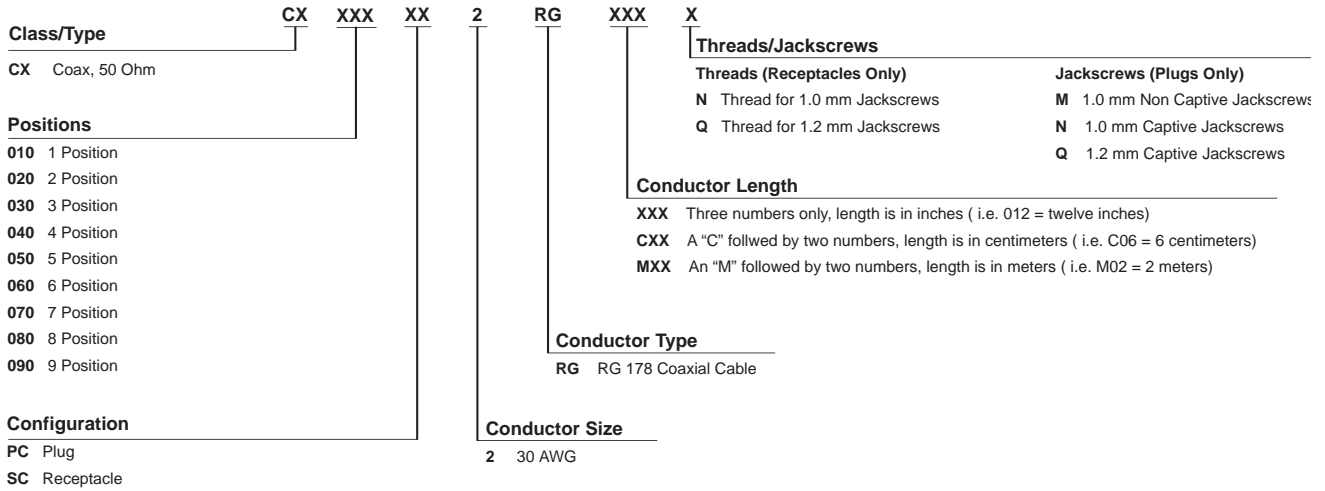 CX XXX XX 2 RG XXX X
Class/Type
CX Coax, 50 Ohm
Positions
010 1 Position
020 2 Position
030 3 Position
040 4 Position
050 5 Position
060 6 Position
070 7 Position
080 8 Position
090 9 Position
Configuration
PC Plug
SC Receptacle
Conductor Size
2 30 AWG
Conductor Type
RG RG 178 Coaxial Cable
Conductor Length
XXX Three numbers only, length is in inches ( i.e. 012 = twelve inches)
CXX A “C” follwed by two numbers, length is in centimeters ( i.e. C06 = 6 centimeters)
MXX An “M” followed by two numbers, length is in meters ( i.e. M02 = 2 meters)
Threads/Jackscrews
Threads (Receptacles Only)
N Thread for 1.0 mm Jackscrews
Q Thread for 1.2 mm Jackscrews
Jackscrews (Plugs Only)
M 1.0 mm Non Captive Jackscrews
N 1.0 mm Captive Jackscrews
Q 1.2 mm Captive Jackscrews